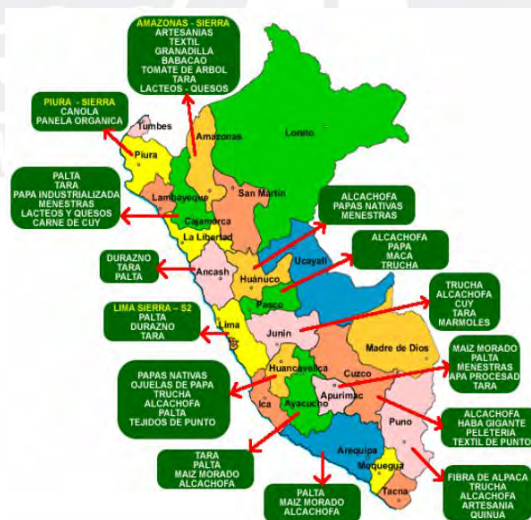 AMAZONAS - SIERRA
ARTESANIAS
TEXTIL
GRANADILLA
BABACAO
TOMATE DE ARBOL
TARA
LACTEOS - QUESOS
PIURA - SIERRA
CANOLA
PANELA ORGANICA
Tumbes
Piura
Amazonas
Loreto
PALTA
TARA
PAPA INDUSTRIALIZADA
MENESTRAS
LACTEOS Y QUESOS
CARNE DE CUY
Lambayeque
Cajamarca
San Martín
La Libertad
ALCACHOFA
PAPAS NATIVAS
MENESTRAS
DURAZNO
TARA
PALTA
Ancash
Huánuco
Ucayali
ALCACHOFA
PAPA
MACA
TRUCHA
Pasco
LIMA SIERRA – S2
PALTA
DURAZNO
TARA
Lima
Junín
TRUCHA
ALCACHOFA
CUY
TARA
MARMOLES
Madre de Dios
MAIZ MORADO
PALTA
MENESTRAS
APA PROCESAD
TARA
PAPAS NATIVAS
OJUELAS DE PAPA
TRUCHA
ALCACHOFA
PALTA
TEJIDOS DE PUNTO
Huancavelica
Cuzco
Ica
Ayacucho
Apurímac
Puno
ALCACHOFA
HABA GIGANTE
PELETERIA
TEXTIL DE PUNTO
TARA
PALTA
MAIZ MORADO
ALCACHOFA
Arequipa
Moquegua
Tacna
PALTA
MAIZ MORADO
ALCACHOFA
FIBRA DE ALPACA
TRUCHA
ALCACHOFA
ARTESANIA
QUINUA